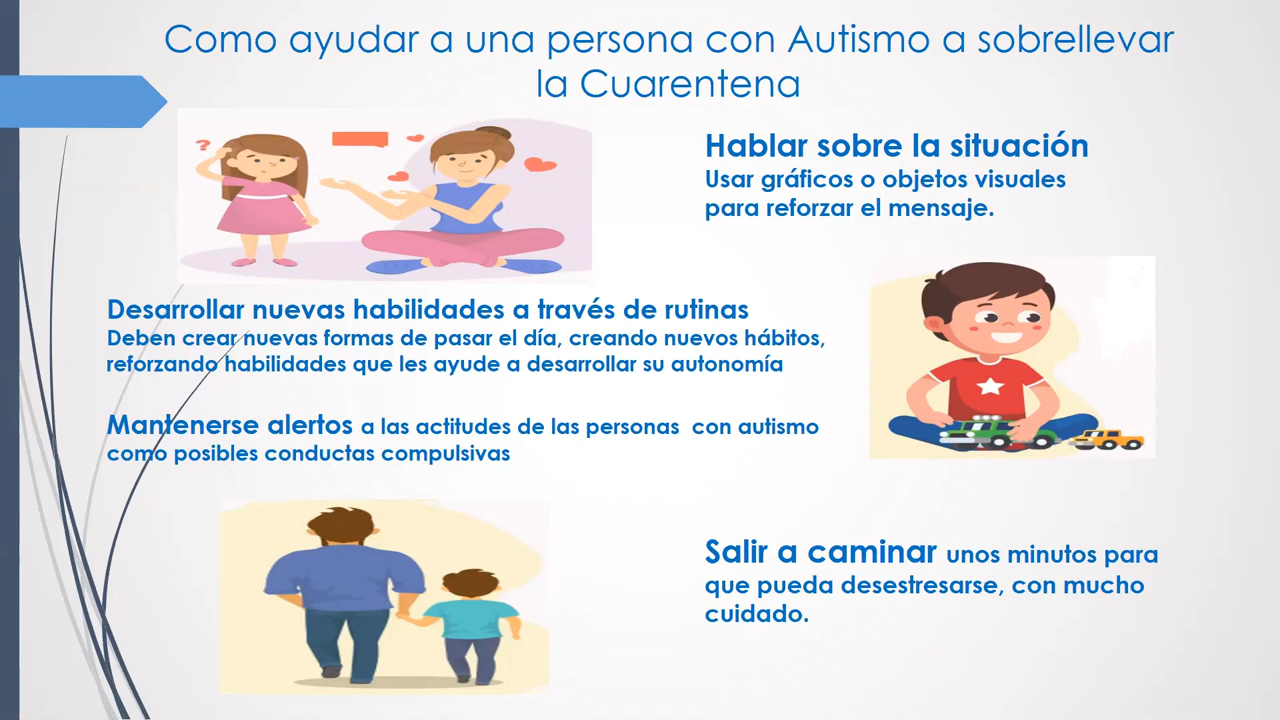 Como ayudar a una persona con Autismo a sobrellevar
la Cuarentena
?
Hablar sobre la situación
Usar gráficos o objetos visuales
para reforzar el mensaje.
Desarrollar nuevas habilidades a través de rutinas
Deben crear nuevas formas de pasar el día, creando nuevos hábitos,
reforzando habilidades que les ayude a desarrollar su autonomía
Mantenerse alertos a las actitudes de las personas  con autismo
como posibles conductas compulsivas
Salir a caminar unos minutos para
que pueda desestresarse, con mucho
cuidado.